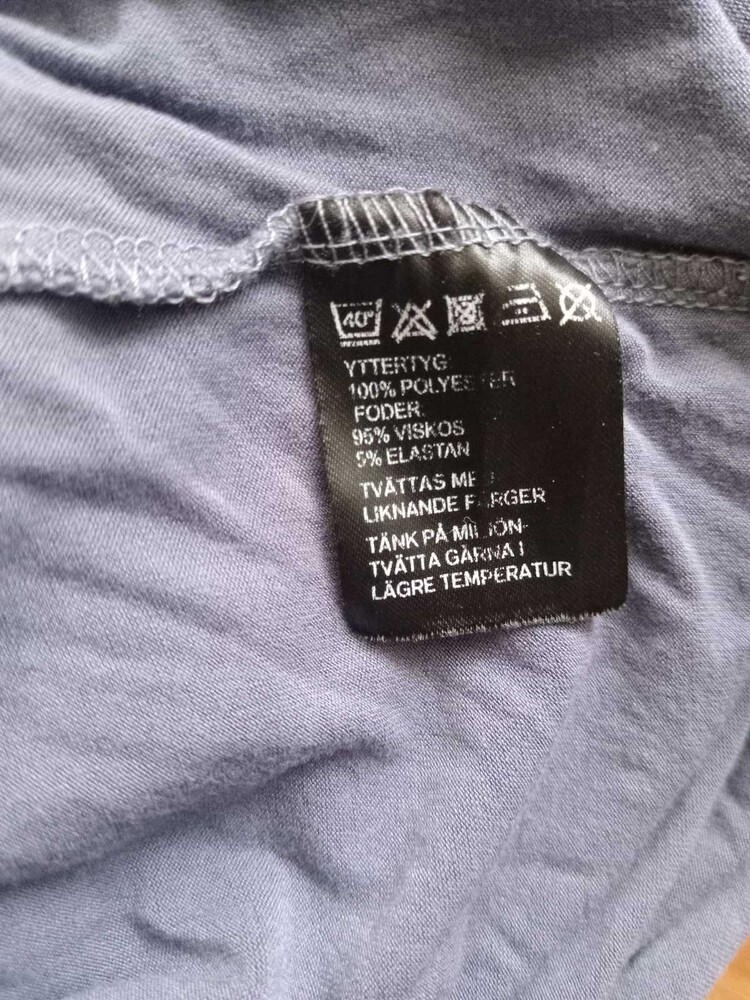 40°
YTTERTYG:
100% POLYESTER
FODER:
95% VISKOS
5% ELASTAN
TVÄTTAS MED
LIKNANDE FÄRGER
TÄNK PÅ MILJÖN-
TVÄTTA GÄRNA I
LÄGRE TEMPERATUR